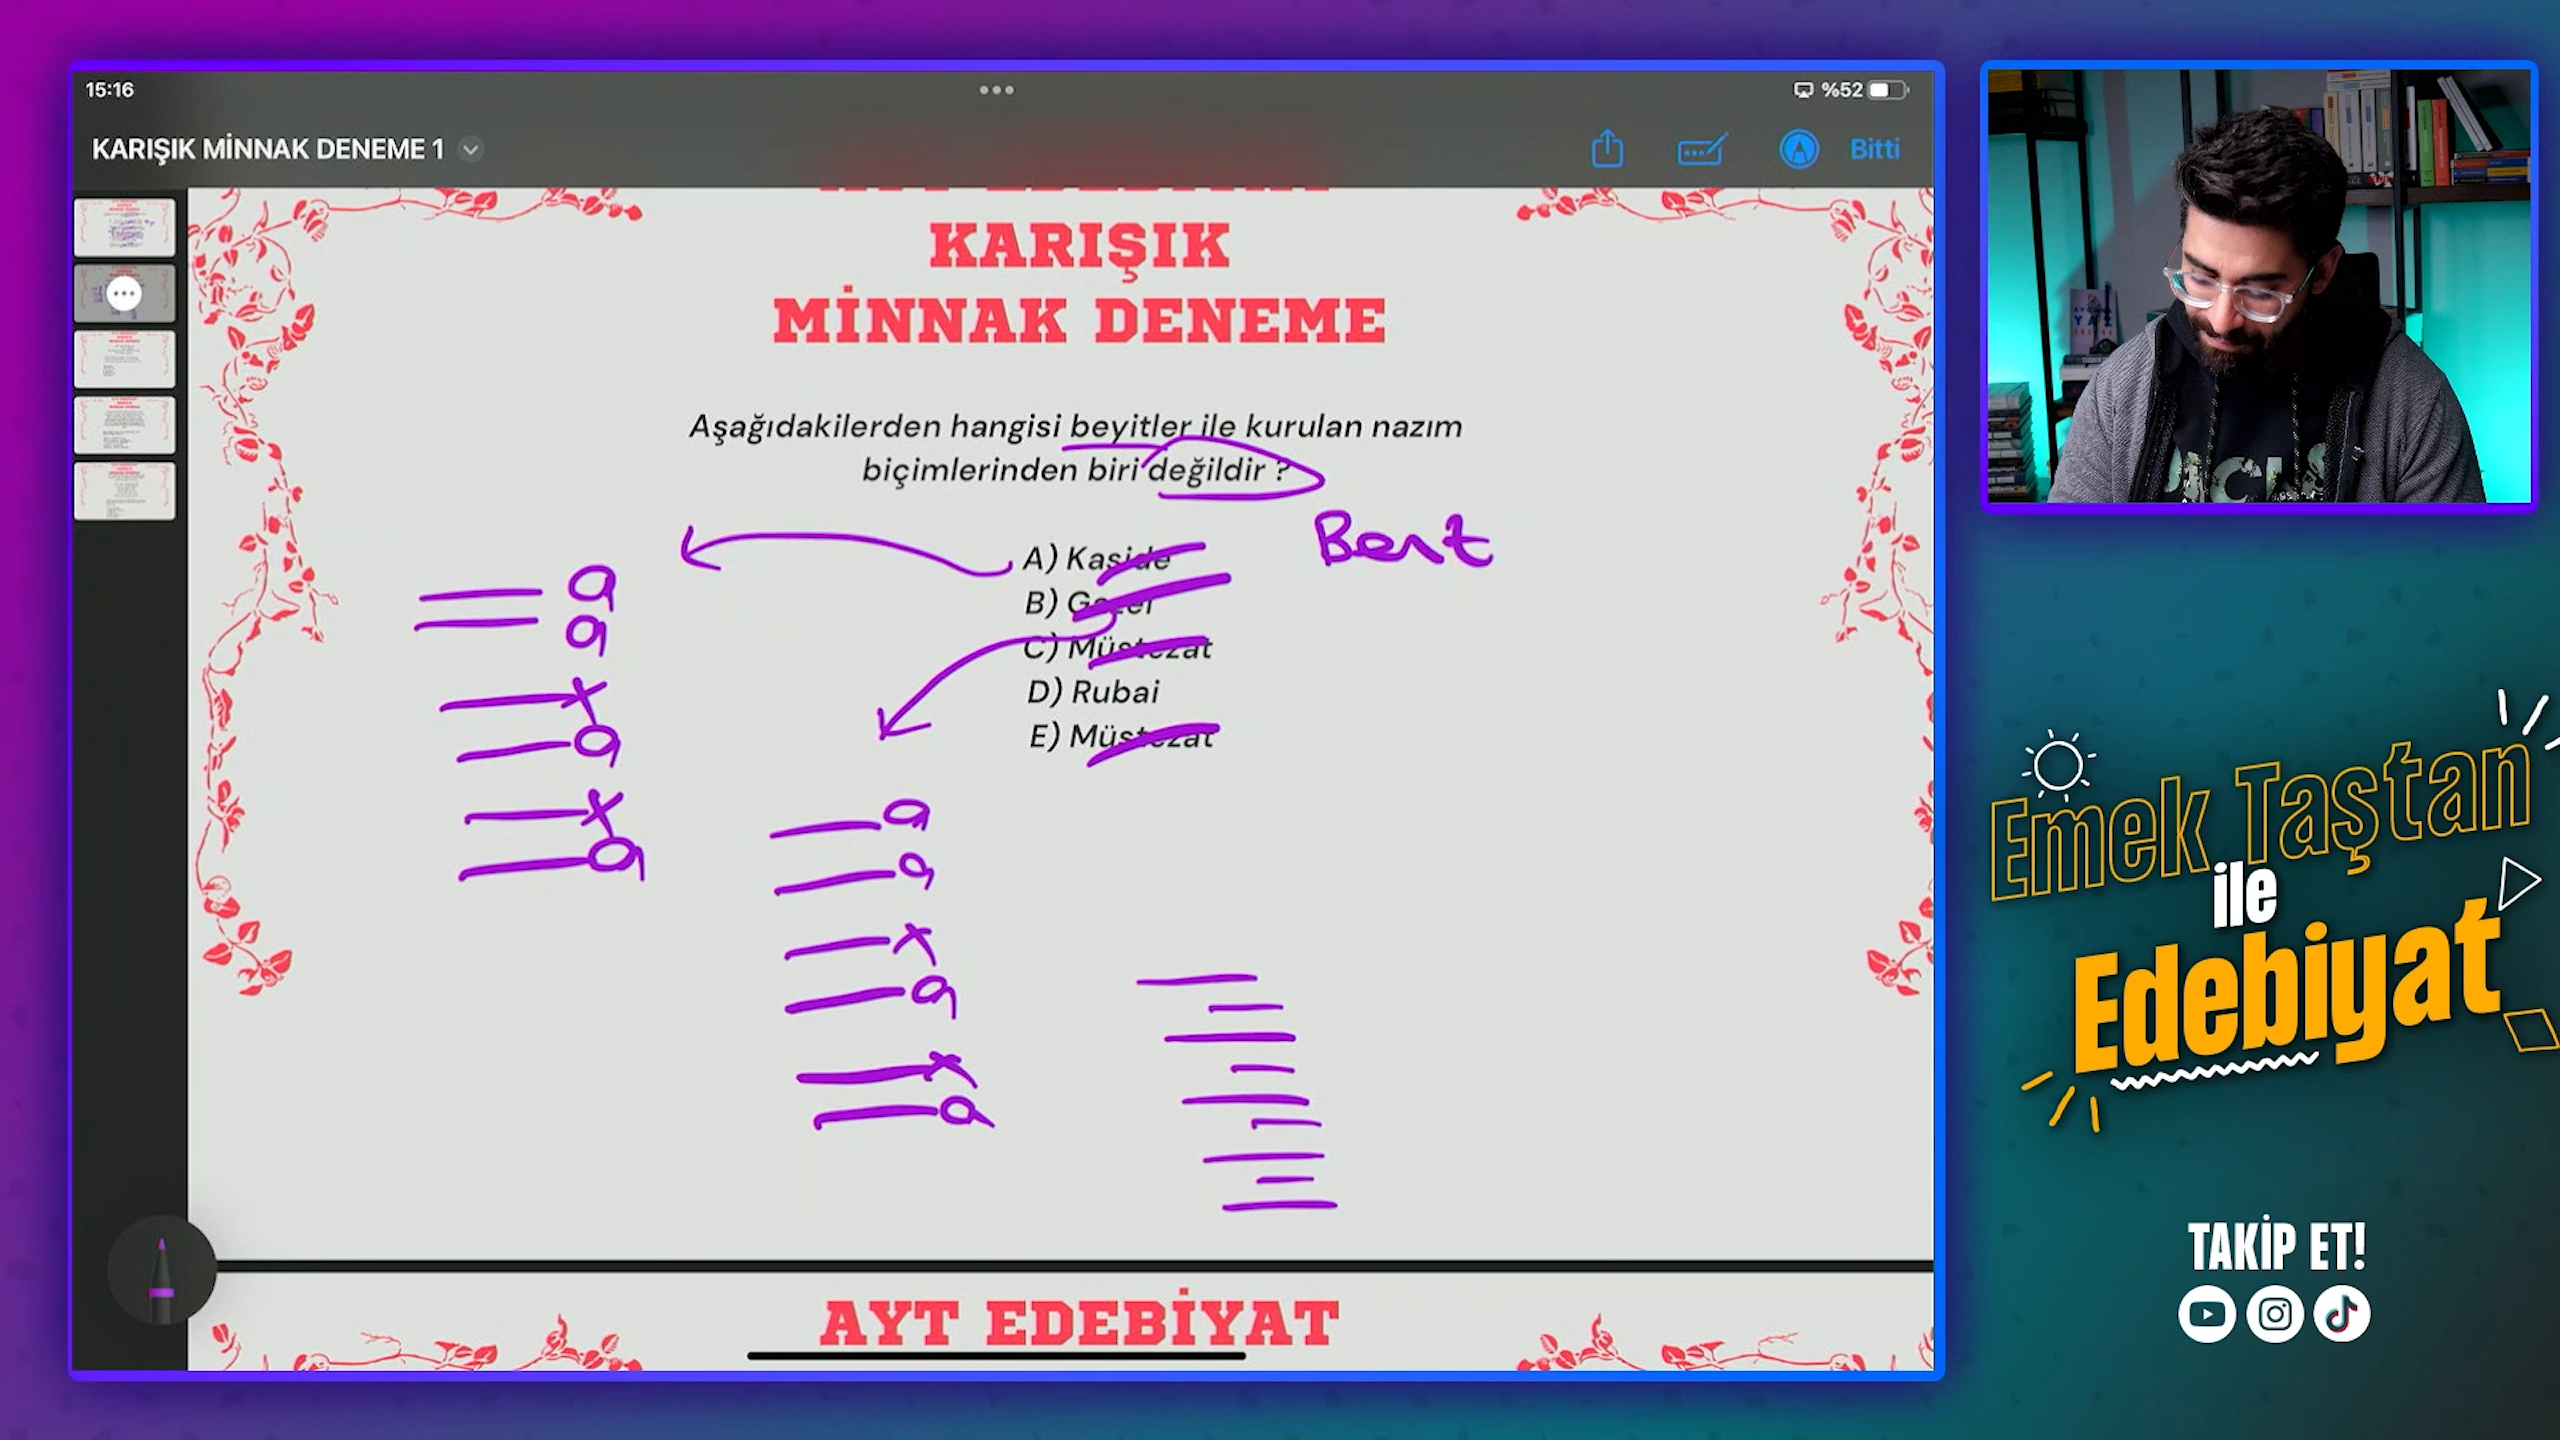 15:16
%52
KARIŞIK MİNNAK DENEME 1
Bitti
KARIŞIK
MİNNAK DENEME
Aşağıdakilerden hangisi beyitler ile kurulan nazım
biçimlerinden biri değildir ?
A) Kaside
B) Gazel
C) Müstezat
D) Rubai
E) Müstezat
Bent
a
a
x
a
x
a
a
a
x
a
x
a
AYT EDEBİYAT
Emek Taştan
ile
Edebiyat
TAKİP ET!